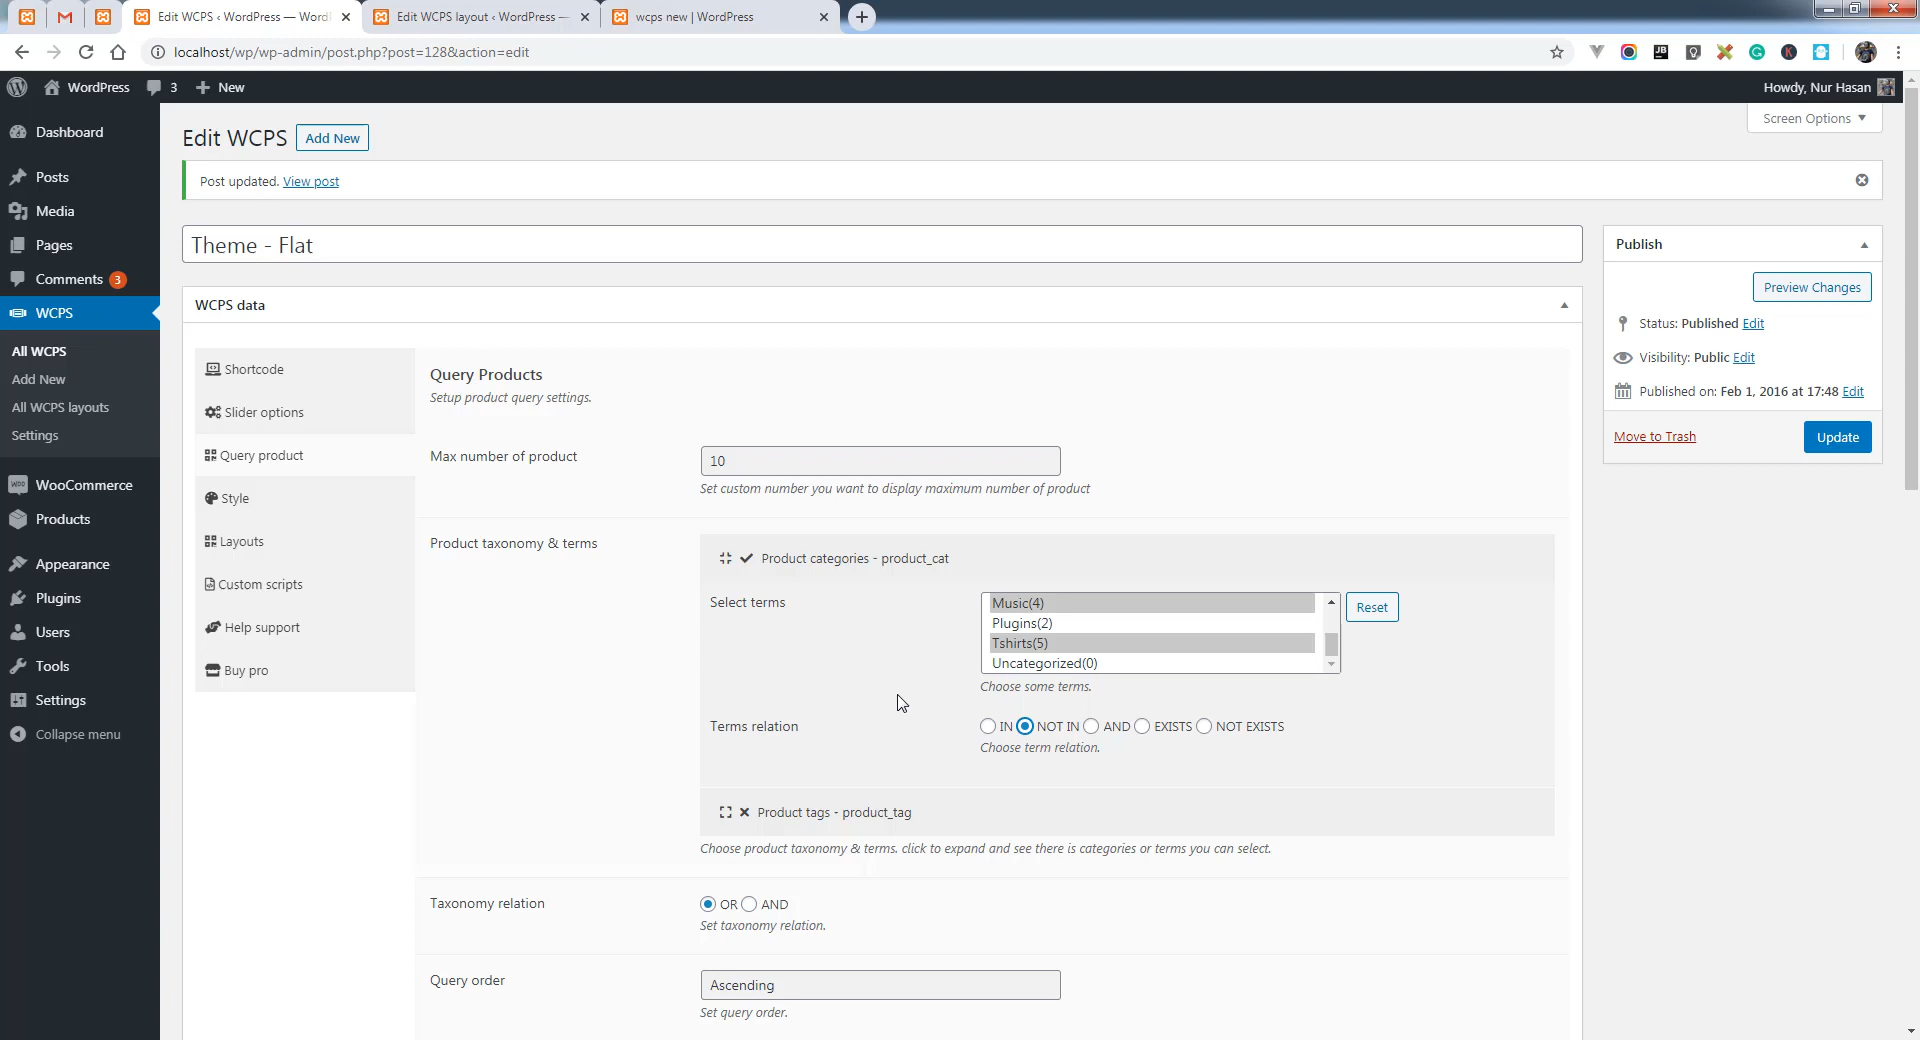 Edit WCPS ‹ WordPress — Word
Edit WCPS layout ‹ WordPress —
wcps new | WordPress
localhost/wp/wp-admin/post.php?post=128&action=edit
WordPress
3
New
Howdy, Nur Hasan
Dashboard
Posts
Media
Pages
Comments 3
WCPS
All WCPS
Add New
All WCPS layouts
Settings
WooCommerce
Products
Appearance
Plugins
Users
Tools
Settings
Collapse menu
Screen Options
Edit WCPS Add New
Post updated. View post
Theme - Flat
WCPS data
Shortcode
Slider options
Query product
Style
Layouts
Custom scripts
Help support
Buy pro
Query Products
Setup product query settings.
Max number of product
10
Set custom number you want to display maximum number of product
Product taxonomy & terms
Product categories - product_cat
Select terms
Music(4)
Plugins(2)
Tshirts(5)
Uncategorized(0)
Reset
Choose some terms.
Terms relation
IN NOT IN AND EXISTS NOT EXISTS
Choose term relation.
Product tags - product_tag
Choose product taxonomy & terms. click to expand and see there is categories or terms you can select.
Taxonomy relation
OR AND
Set taxonomy relation.
Query order
Ascending
Set query order.
Publish
Preview Changes
Status: Published Edit
Visibility: Public Edit
Published on: Feb 1, 2016 at 17:48 Edit
Move to Trash
Update